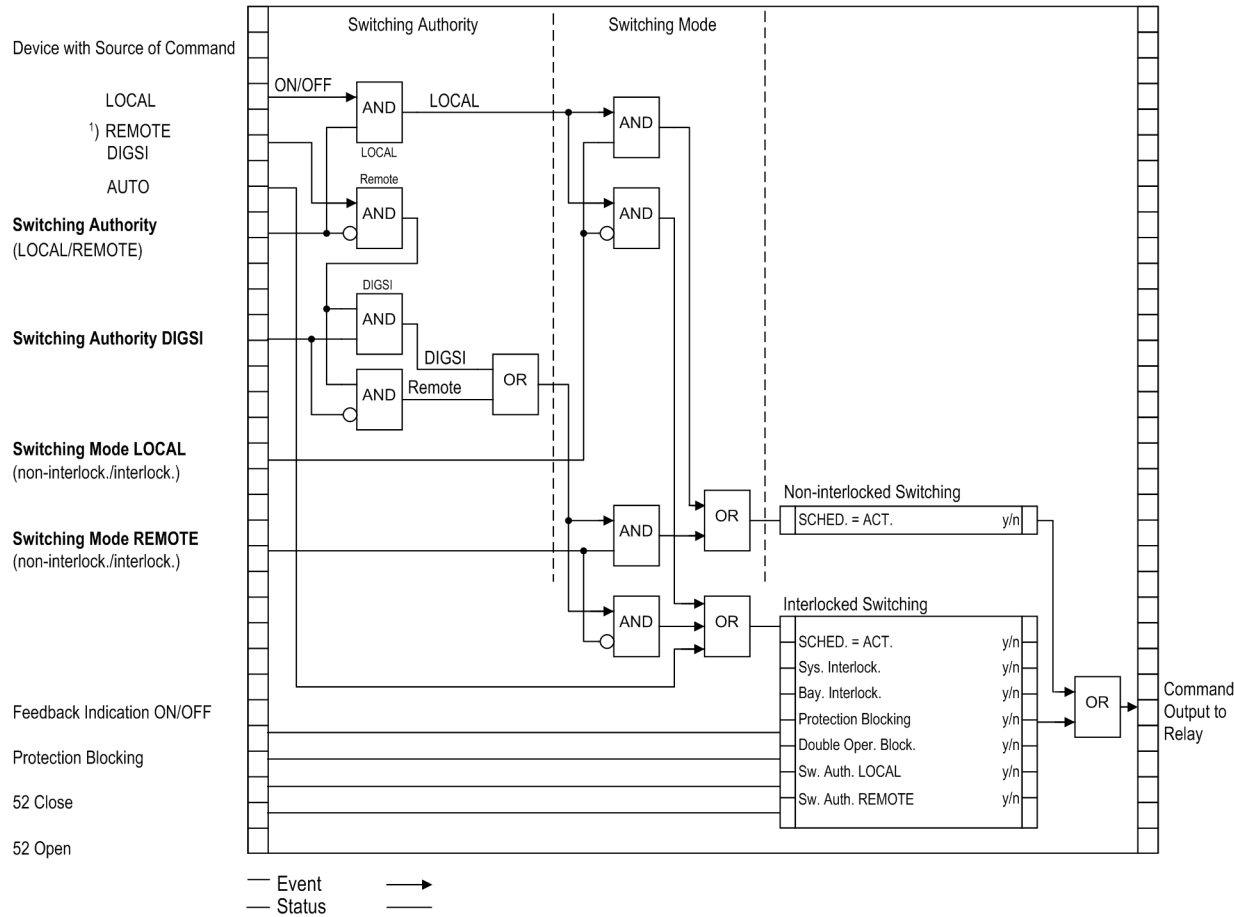 Switching Authority
Switching Mode
Device with Source of Command
LOCAL
¹) REMOTE
DIGSI
AUTO
Switching Authority
(LOCAL/REMOTE)
Switching Authority DIGSI
Switching Mode LOCAL
(non-interlock./interlock.)
Switching Mode REMOTE
(non-interlock./interlock.)
Feedback Indication ON/OFF
Protection Blocking
52 Close
52 Open
ON/OFF
AND
LOCAL
LOCAL
Remote
AND
DIGSI
AND
DIGSI
AND
Remote
OR
AND
AND
AND
OR
AND
OR
Non-interlocked Switching
SCHED. = ACT. y/n
Interlocked Switching
SCHED. = ACT. y/n
Sys. Interlock. y/n
Bay. Interlock. y/n
Protection Blocking y/n
Double Oper. Block. y/n
Sw. Auth. LOCAL y/n
Sw. Auth. REMOTE y/n
OR
Command
Output to
Relay
Event
Status